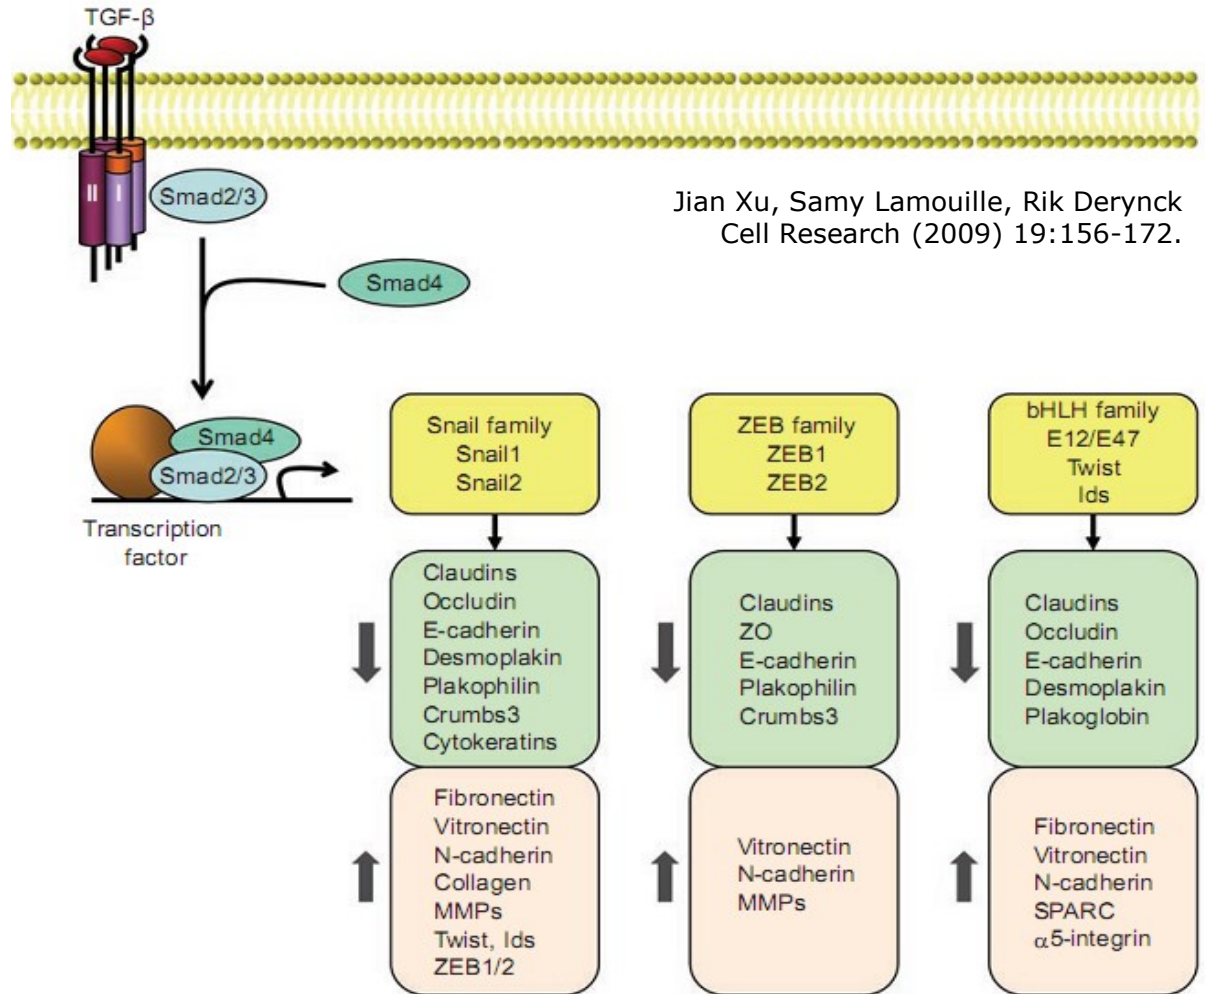 TGF-β
II
I
Smad2/3
Jian Xu, Samy Lamouille, Rik Derynck
Cell Research (2009) 19:156-172.
Smad4
Smad4
Smad2/3
Transcription
factor
Snail family
Snail1
Snail2
ZEB family
ZEB1
ZEB2
bHLH family
E12/E47
Twist
Ids
Claudins
Occludin
E-cadherin
Desmoplakin
Plakophilin
Crumbs3
Cytokeratins
Claudins
ZO
E-cadherin
Plakophilin
Crumbs3
Claudins
Occludin
E-cadherin
Desmoplakin
Plakoglobin
Fibronectin
Vitronectin
N-cadherin
Collagen
MMPs
Twist, Ids
ZEB1/2
Vitronectin
N-cadherin
MMPs
Fibronectin
Vitronectin
N-cadherin
SPARC
α5-integrin